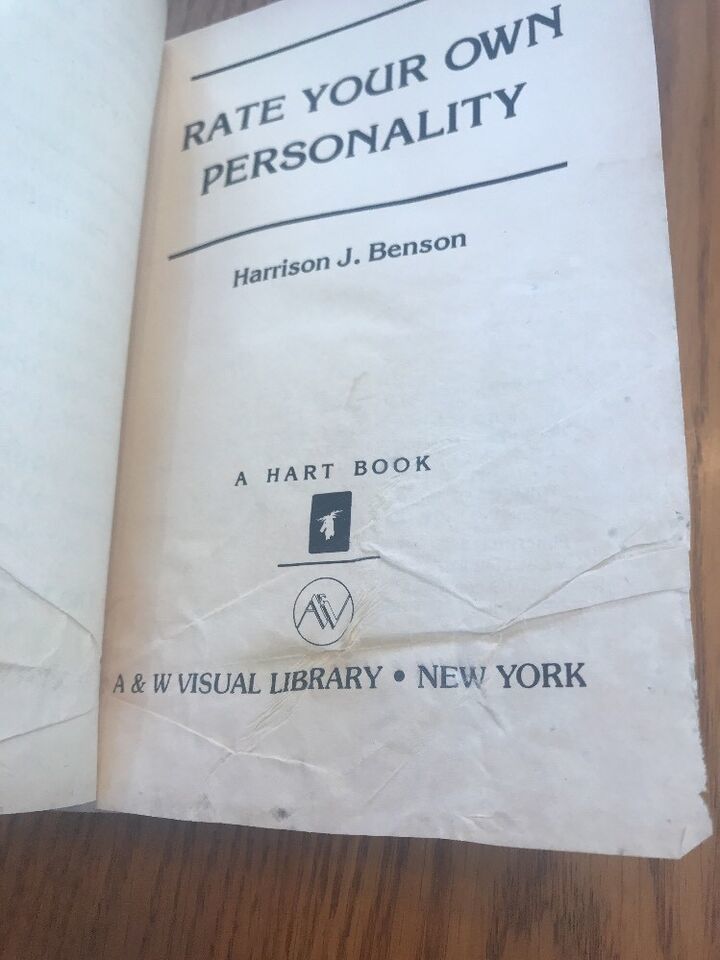 RATE YOUR OWN
PERSONALITY
Harrison J. Benson
A HART BOOK
A&W
A & W VISUAL LIBRARY • NEW YORK